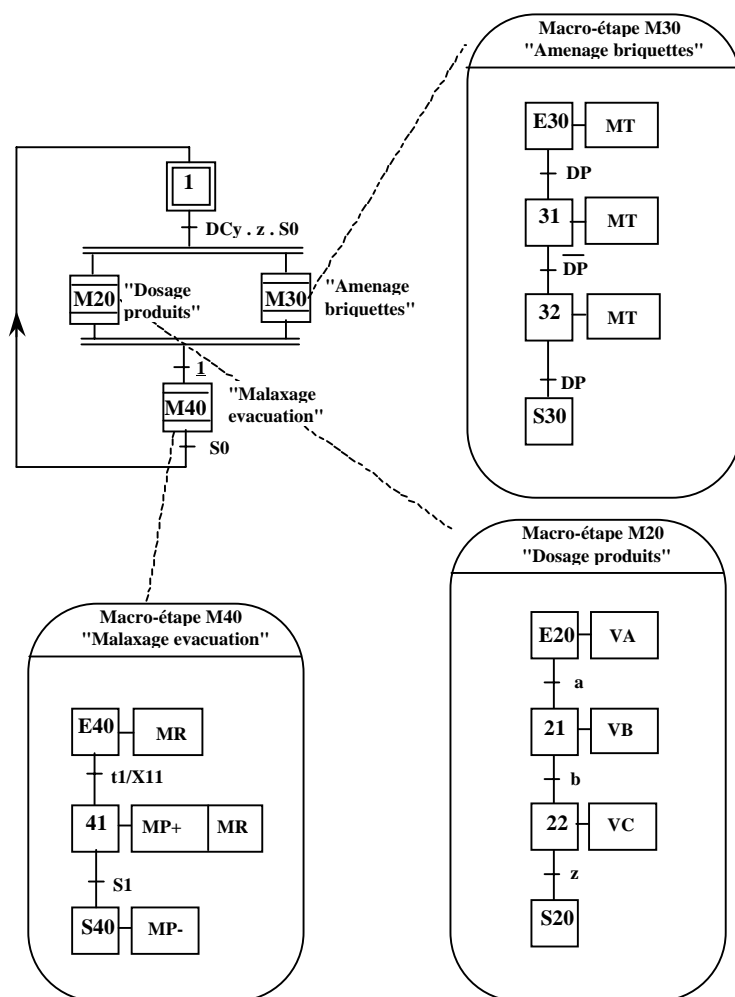 Macro-étape M30
"Amenage briquettes"
E30
MT
DP
31
MT
DP
32
MT
DP
S30
1
DCy . z . S0
M20
"Dosage
produits"
M30
"Amenage
briquettes"
1
M40
"Malaxage
evacuation"
S0
Macro-étape M20
"Dosage produits"
E20
VA
a
21
VB
b
22
VC
z
S20
Macro-étape M40
"Malaxage evacuation"
E40
MR
t1/X11
41
MP+
MR
S1
S40
MP-